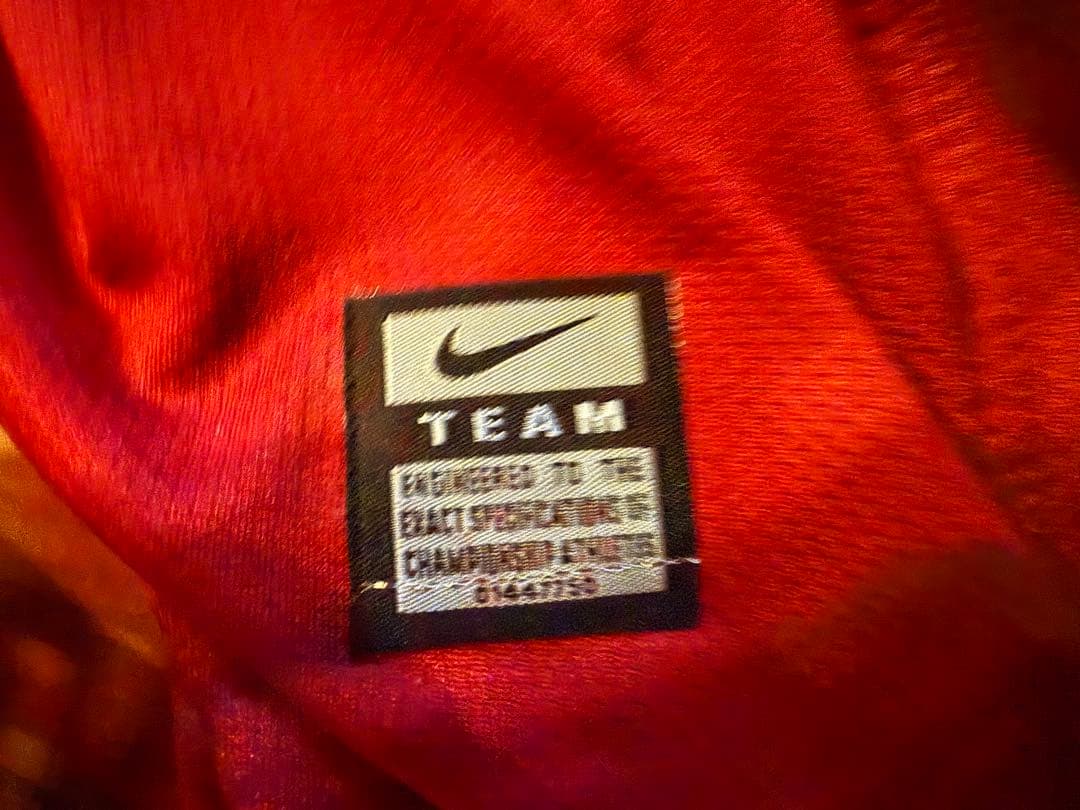 TEAM
ENGINEERED TO THE
EXACT SPECIFICATIONS OF
CHAMPIONSHIP ATHLETES